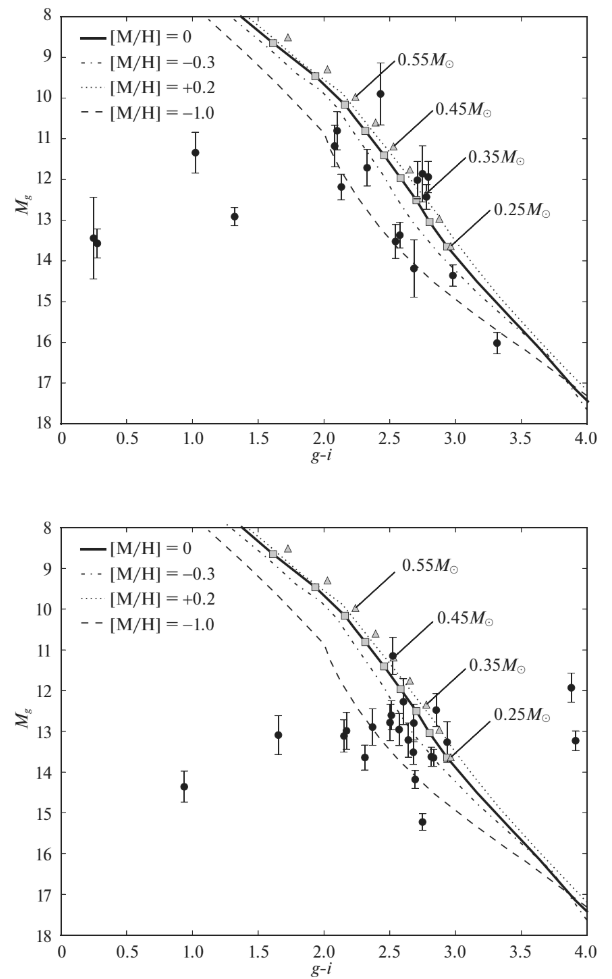 8
9
10
11
12
13
14
15
16
17
18
M_g
[M/H] = 0
[M/H] = −0.3
[M/H] = +0.2
[M/H] = −1.0
0.55M⊙
0.45M⊙
0.35M⊙
0.25M⊙
0 0.5 1.0 1.5 2.0 2.5 3.0 3.5 4.0
g-i
8
9
10
11
12
13
14
15
16
17
18
M_g
[M/H] = 0
[M/H] = −0.3
[M/H] = +0.2
[M/H] = −1.0
0.55M⊙
0.45M⊙
0.35M⊙
0.25M⊙
0 0.5 1.0 1.5 2.0 2.5 3.0 3.5 4.0
g-i